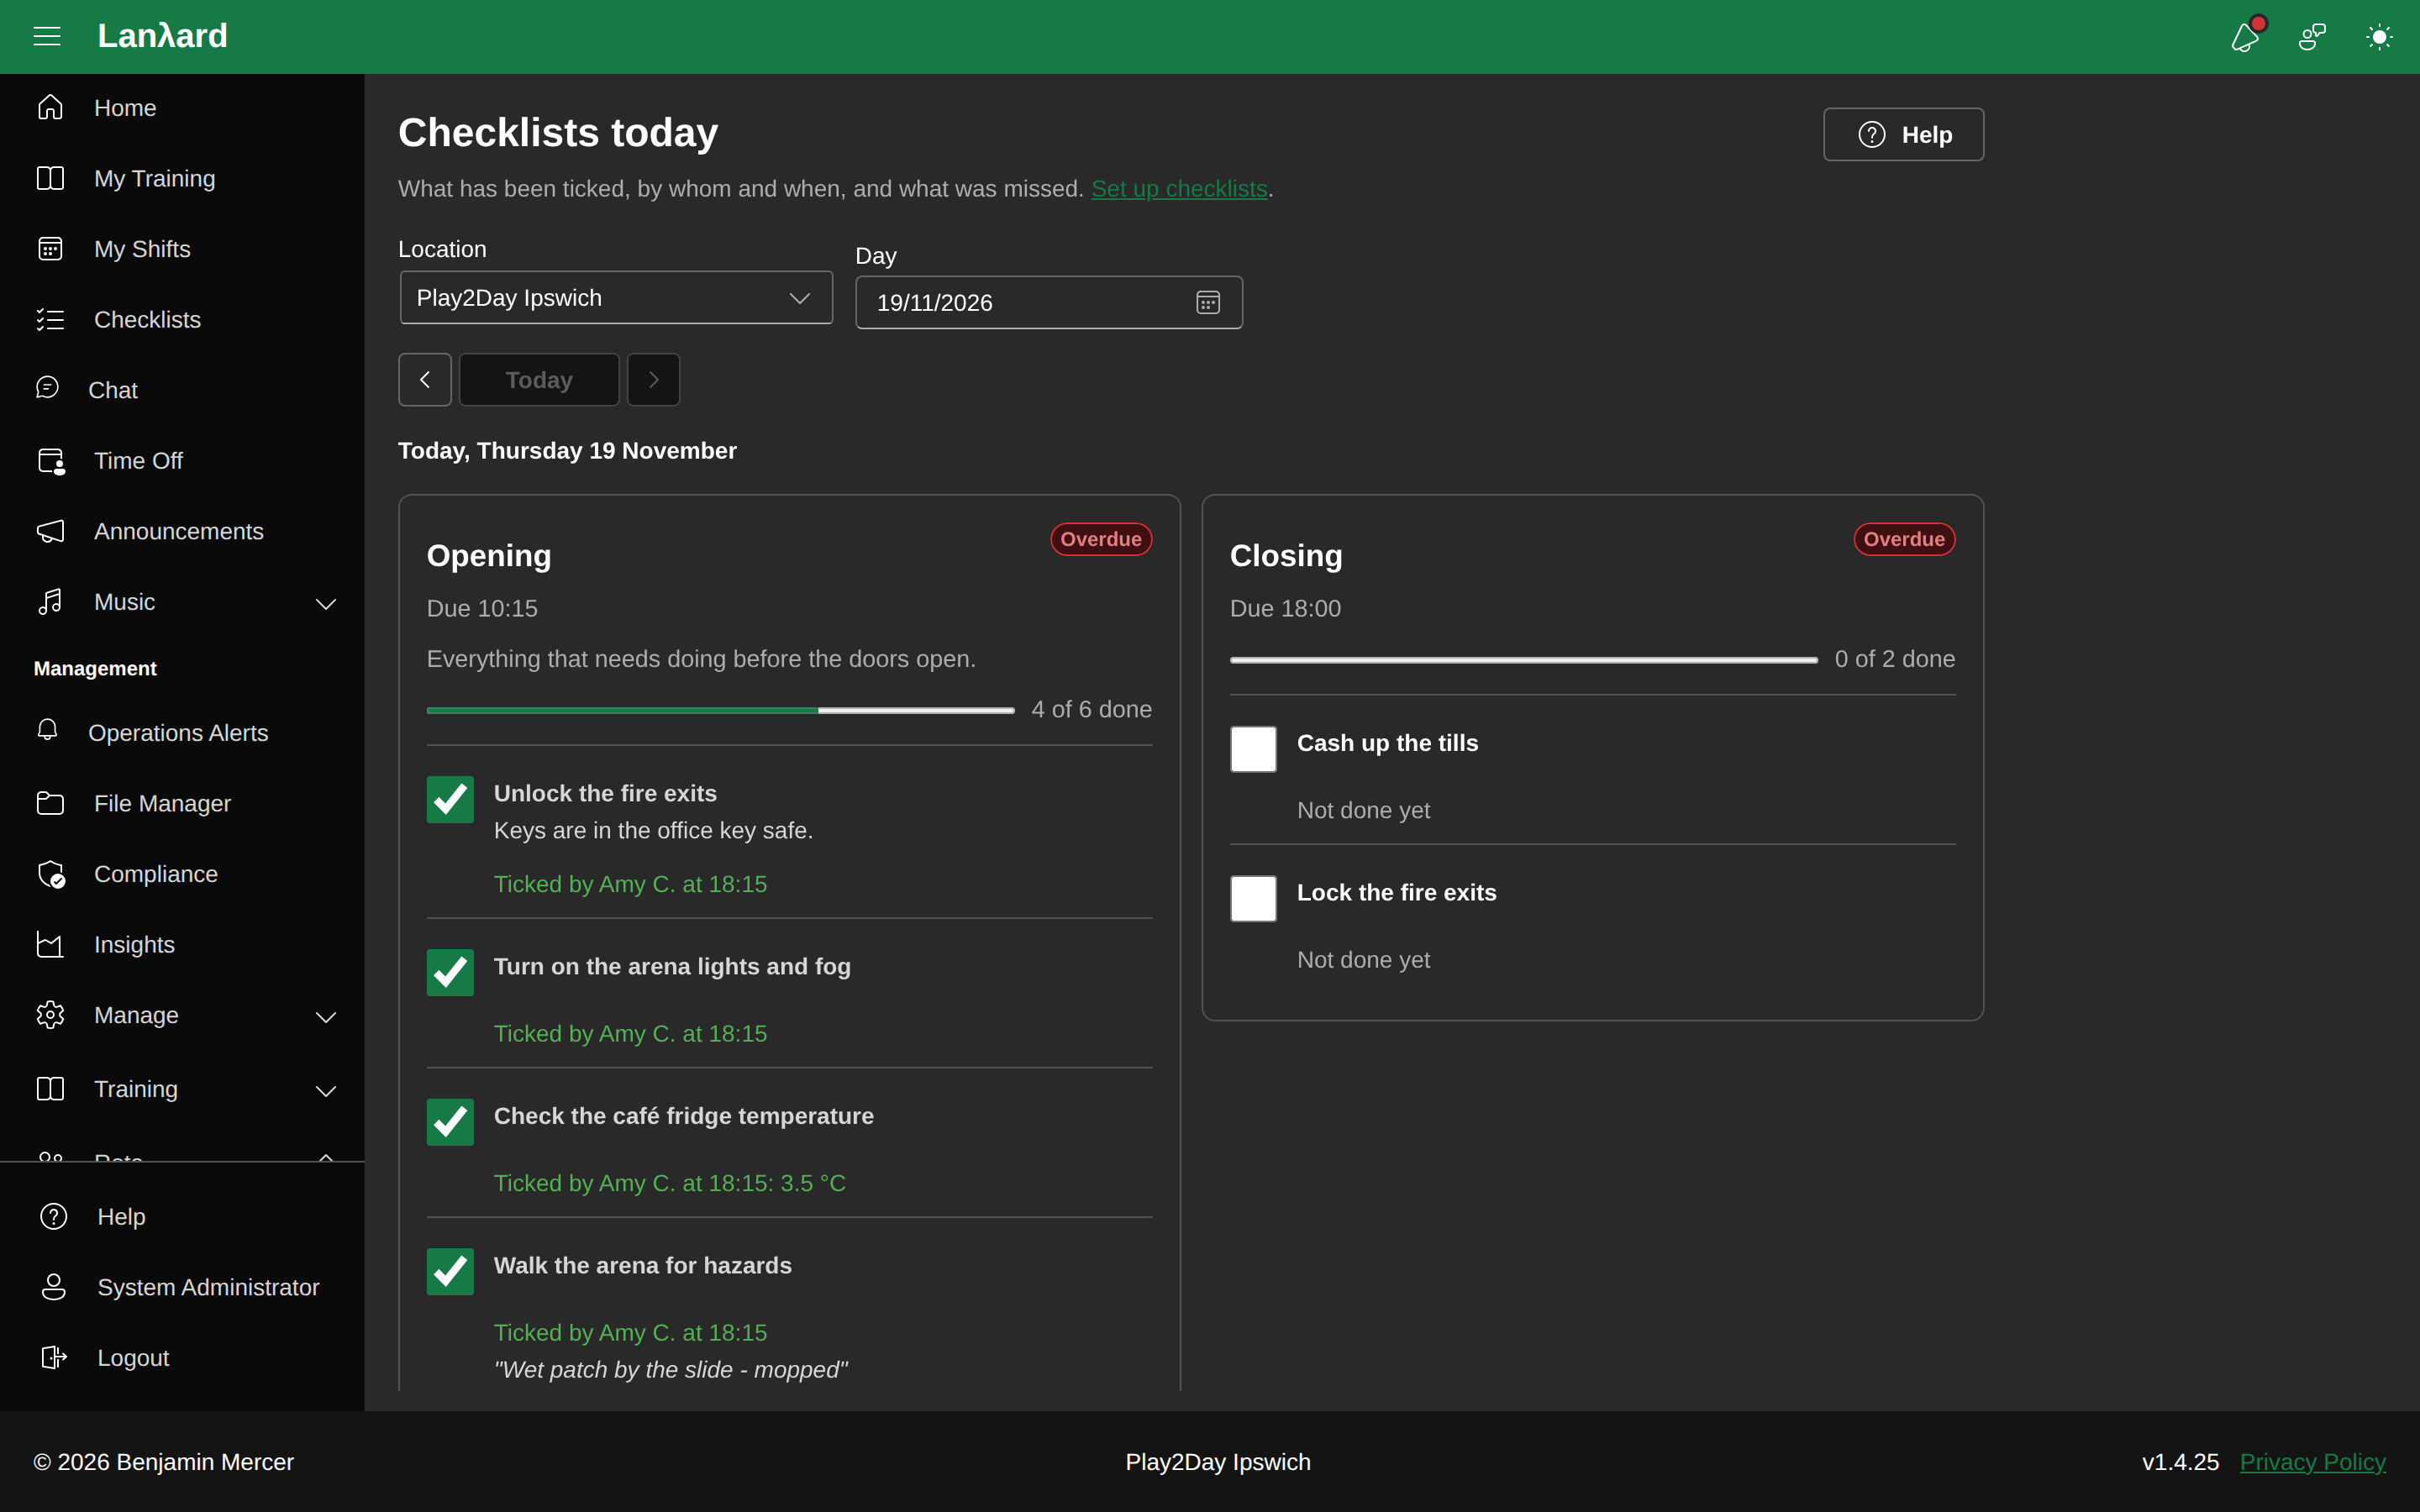 Lanλard
Home
My Training
My Shifts
Checklists
Chat
Time Off
Announcements
Music
Management
Operations Alerts
File Manager
Compliance
Insights
Manage
Training
Rota
Help
System Administrator
Logout
Checklists today
Help
What has been ticked, by whom and when, and what was missed. Set up checklists.
Location
Play2Day Ipswich
Day
19/11/2026
Today
Today, Thursday 19 November
Opening
Overdue
Due 10:15
Everything that needs doing before the doors open.
4 of 6 done
Unlock the fire exits
Keys are in the office key safe.
Ticked by Amy C. at 18:15
Turn on the arena lights and fog
Ticked by Amy C. at 18:15
Check the café fridge temperature
Ticked by Amy C. at 18:15: 3.5 °C
Walk the arena for hazards
Ticked by Amy C. at 18:15
"Wet patch by the slide - mopped"
Closing
Overdue
Due 18:00
0 of 2 done
Cash up the tills
Not done yet
Lock the fire exits
Not done yet
© 2026 Benjamin Mercer
Play2Day Ipswich
v1.4.25
Privacy Policy